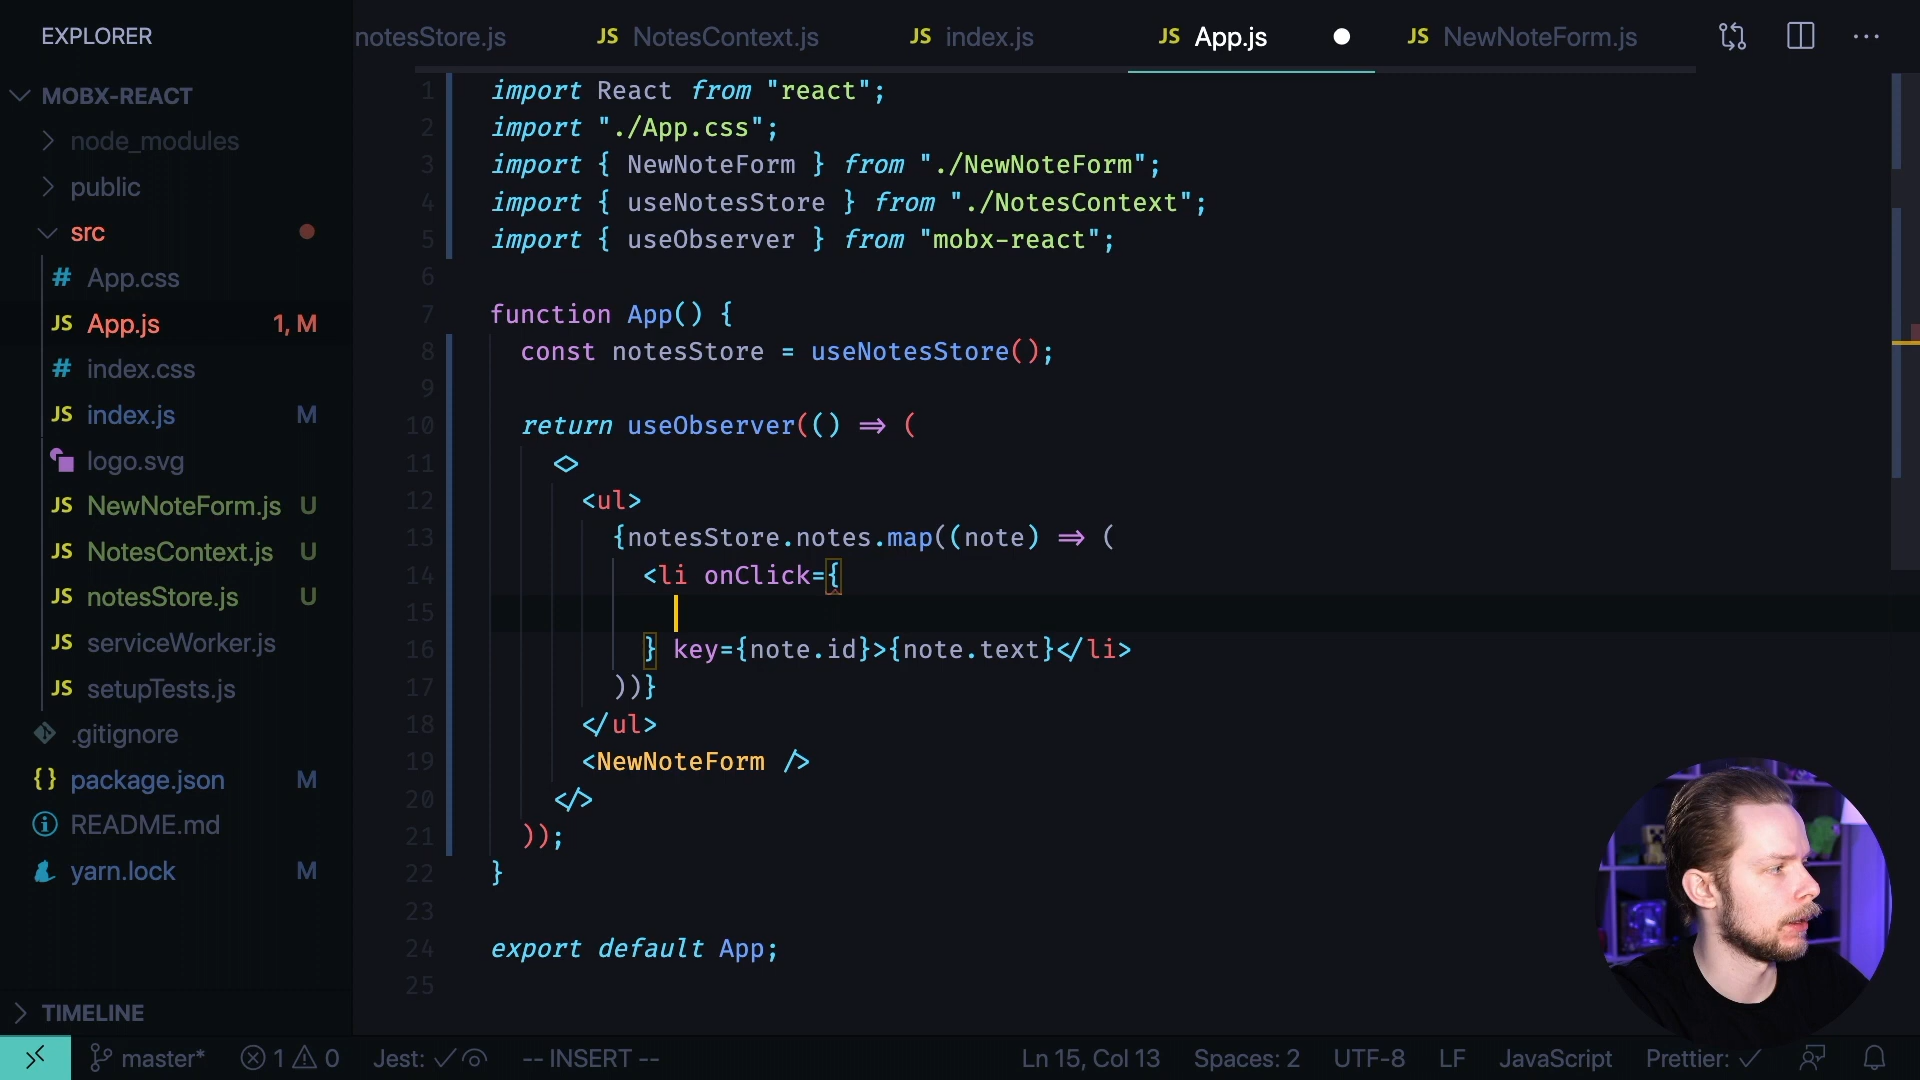 EXPLORER
MOBX-REACT
node_modules
public
src
# App.css
JS App.js 1, M
# index.css
JS index.js M
logo.svg
JS NewNoteForm.js U
JS NotesContext.js U
JS notesStore.js U
JS serviceWorker.js
JS setupTests.js
.gitignore
{} package.json M
README.md
yarn.lock M
TIMELINE
notesStore.js
JS NotesContext.js
JS index.js
JS App.js
JS NewNoteForm.js
1 import React from "react";
2 import "./App.css";
3 import { NewNoteForm } from "./NewNoteForm";
4 import { useNotesStore } from "./NotesContext";
5 import { useObserver } from "mobx-react";
6
7 function App() {
8 const notesStore = useNotesStore();
9
10 return useObserver(() => (
11 <>
12 <ul>
13 {notesStore.notes.map((note) => (
14 <li onClick={
15
16 } key={note.id}>{note.text}</li>
17 ))}
18 </ul>
19 <NewNoteForm />
20 </>
21 ));
22 }
23
24 export default App;
25
master* 1 0 Jest: -- INSERT -- Ln 15, Col 13 Spaces: 2 UTF-8 LF JavaScript Prettier: ✓